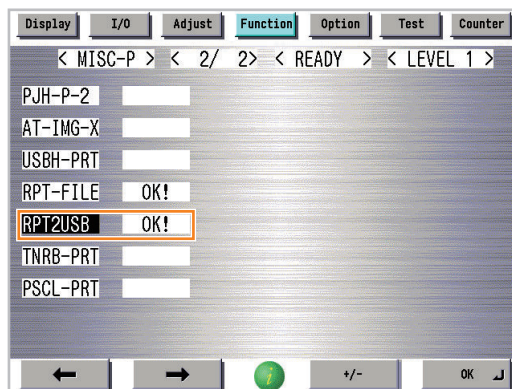 Display I/O Adjust Function Option Test Counter
< MISC-P > < 2/ 2> < READY > < LEVEL 1 >
PJH-P-2
AT-IMG-X
USBH-PRT
RPT-FILE OK!
RPT2USB OK!
TNRB-PRT
PSCL-PRT
+/- OK